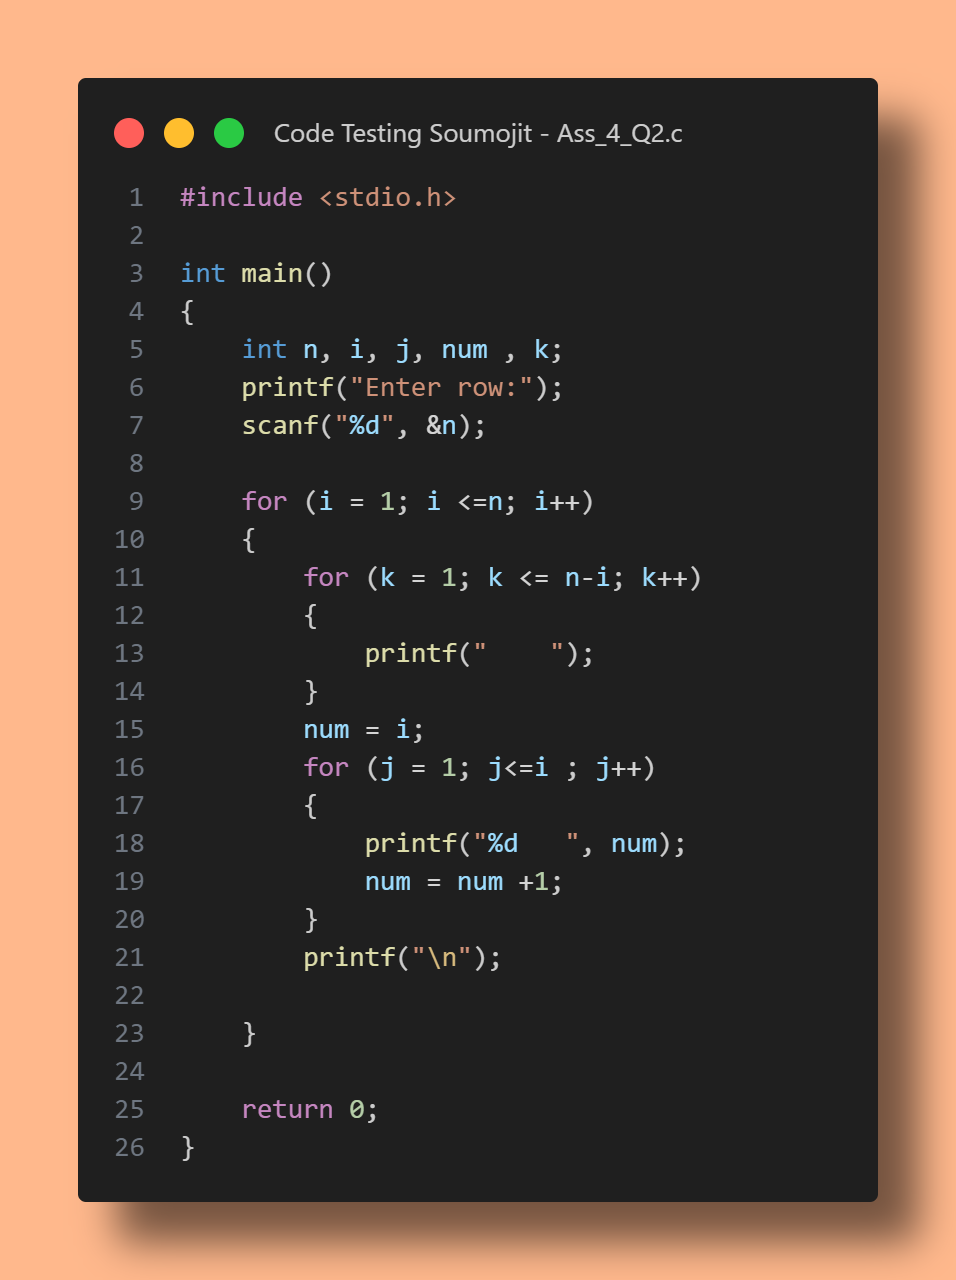 Code Testing Soumojit - Ass_4_Q2.c
1 #include <stdio.h>
2
3 int main()
4 {
5     int n, i, j, num , k;
6     printf("Enter row:");
7     scanf("%d", &n);
8
9     for (i = 1; i <=n; i++)
10     {
11         for (k = 1; k <= n-i; k++)
12         {
13             printf("    ");
14         }
15         num = i;
16         for (j = 1; j<=i ; j++)
17         {
18             printf("%d   ", num);
19             num = num +1;
20         }
21         printf("\n");
22
23     }
24
25     return 0;
26 }